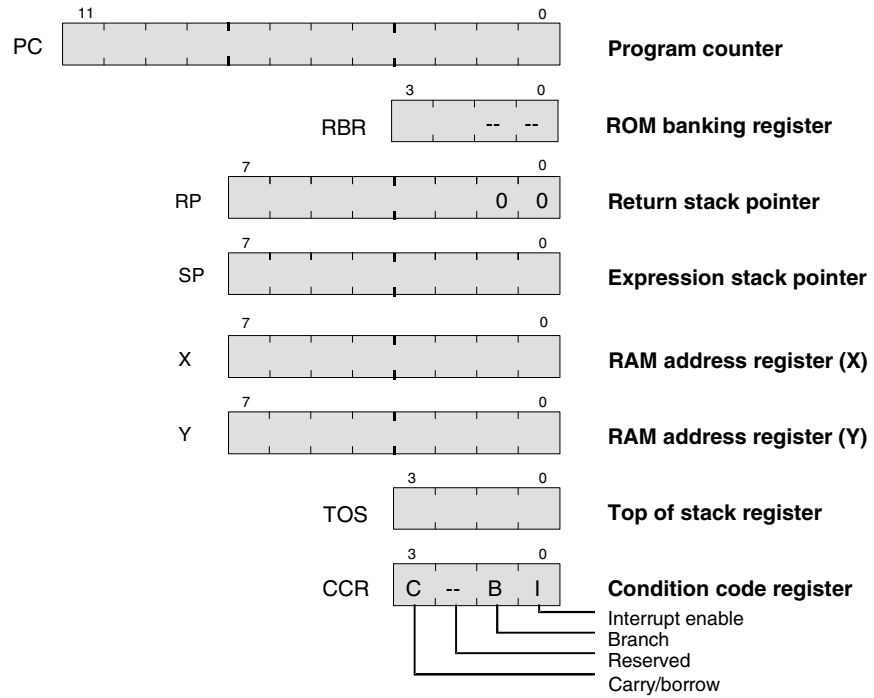 11 0
PC Program counter
3 0
RBR -- -- ROM banking register
7 0
RP 0 0 Return stack pointer
7 0
SP Expression stack pointer
7 0
X RAM address register (X)
7 0
Y RAM address register (Y)
3 0
TOS Top of stack register
3 0
CCR C -- B I Condition code register
Interrupt enable
Branch
Reserved
Carry/borrow